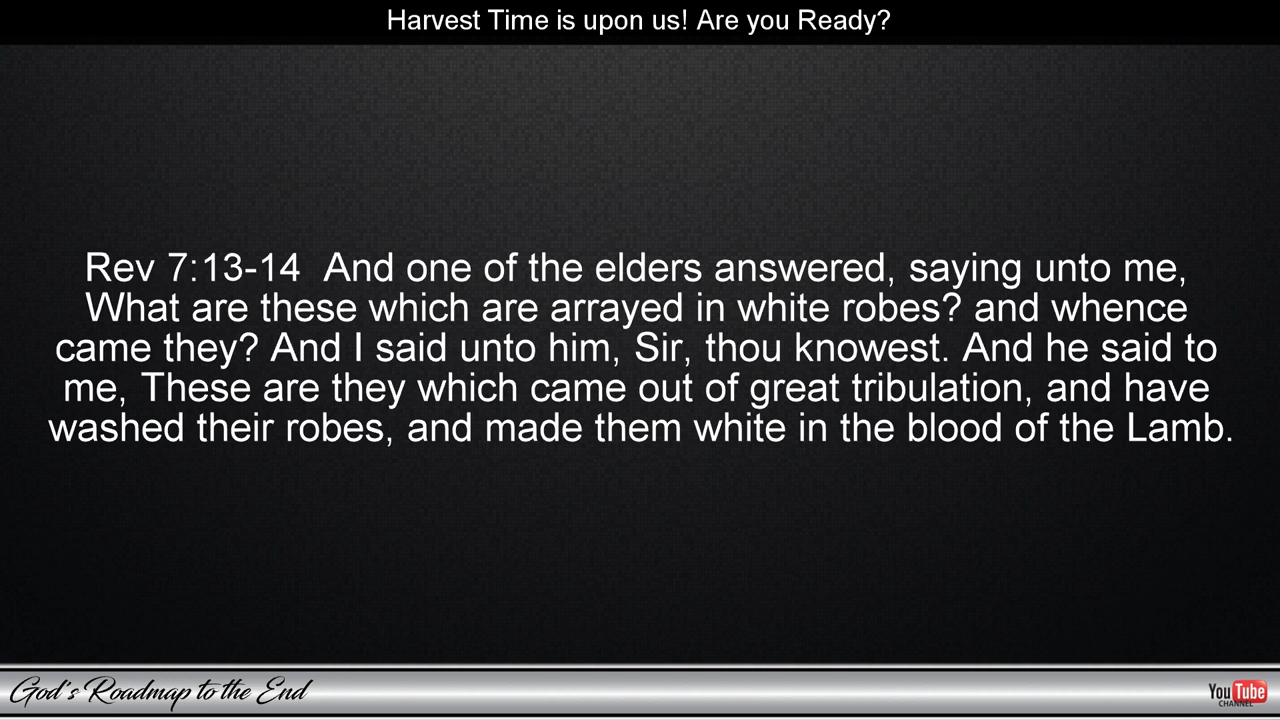 Harvest Time is upon us! Are you Ready?
Rev 7:13-14  And one of the elders answered, saying unto me,
What are these which are arrayed in white robes? and whence
came they? And I said unto him, Sir, thou knowest. And he said to
me, These are they which came out of great tribulation, and have
washed their robes, and made them white in the blood of the Lamb.
God's Roadmap to the End
YouTube
CHANNEL